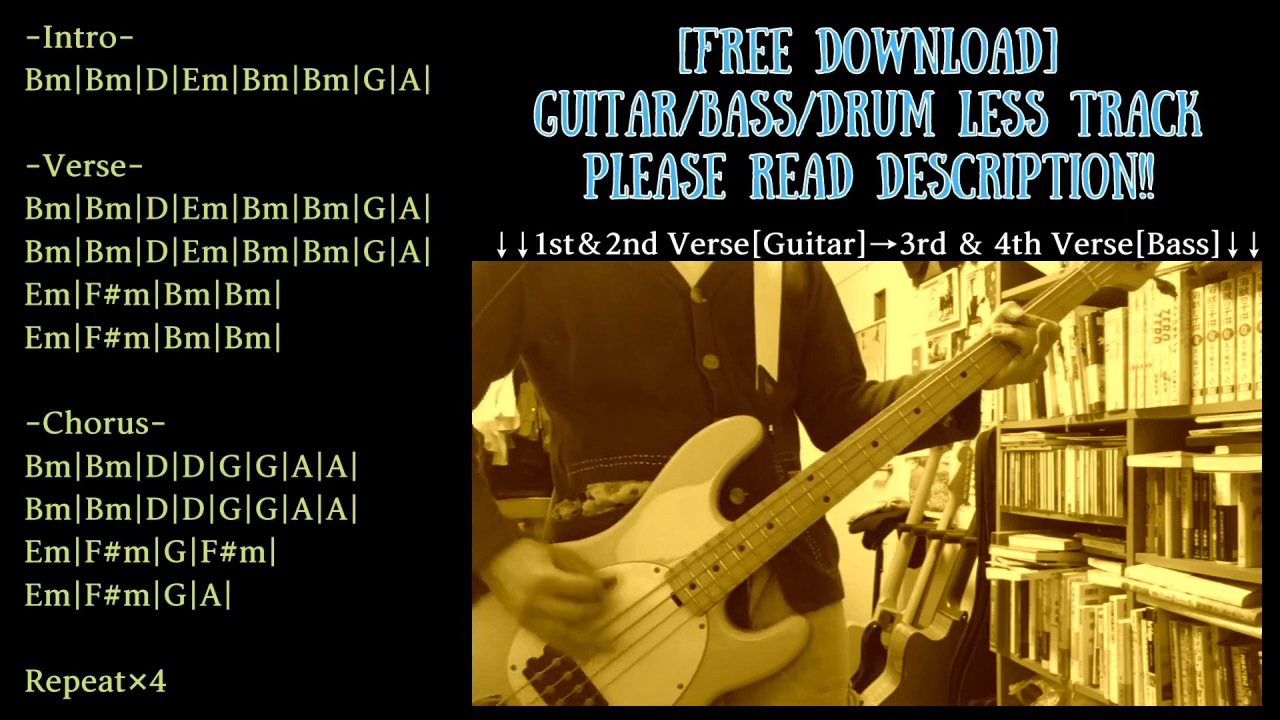 -Intro-
Bm|Bm|D|Em|Bm|Bm|G|A|
-Verse-
Bm|Bm|D|Em|Bm|Bm|G|A|
Bm|Bm|D|Em|Bm|Bm|G|A|
Em|F#m|Bm|Bm|
Em|F#m|Bm|Bm|
-Chorus-
Bm|Bm|D|D|G|G|A|A|
Bm|Bm|D|D|G|G|A|A|
Em|F#m|G|F#m|
Em|F#m|G|A|
Repeat×4
[FREE DOWNLOAD]
GUITAR/BASS/DRUM LESS TRACK
PLEASE READ DESCRIPTION!!
↓↓1st&2nd Verse[Guitar]→3rd & 4th Verse[Bass]↓↓